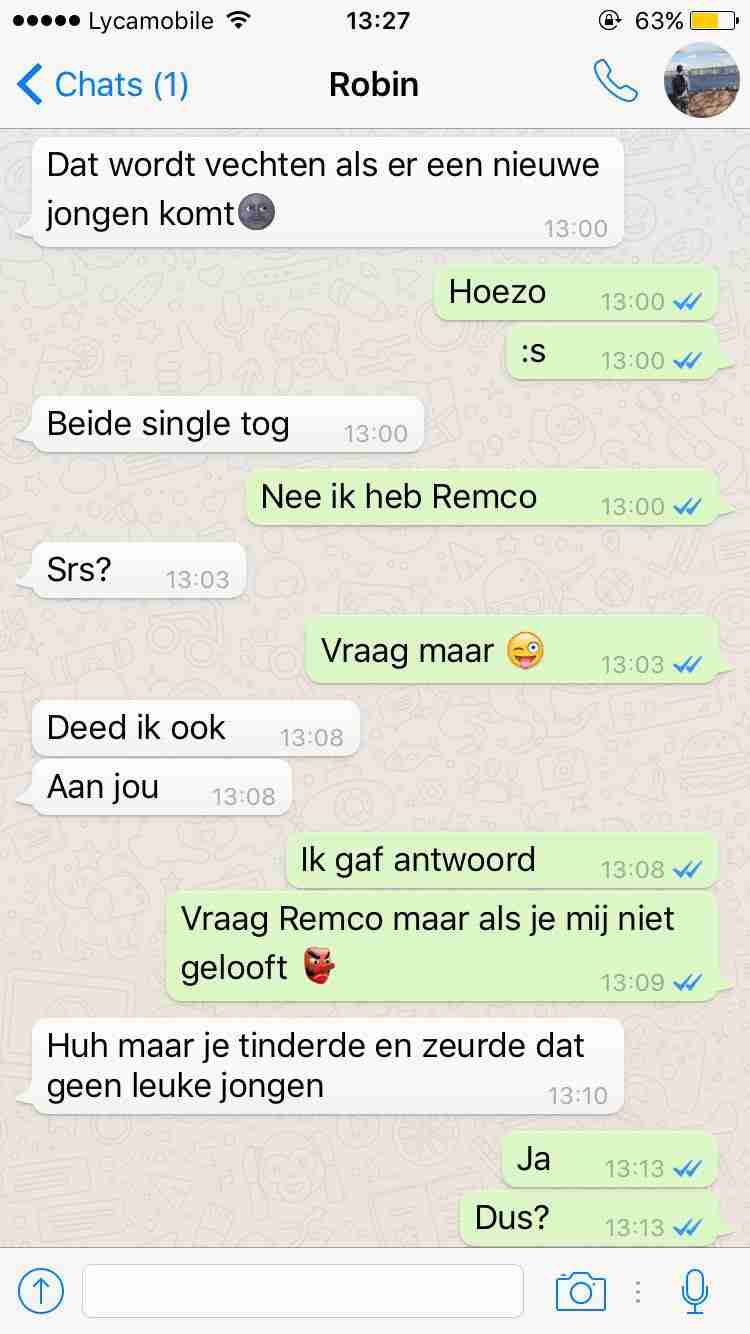 Lycamobile 13:27 63%
Chats (1) Robin
Dat wordt vechten als er een nieuwe
jongen komt🌚 13:00
Hoezo 13:00
:s 13:00
Beide single tog 13:00
Nee ik heb Remco 13:00
Srs? 13:03
Vraag maar 😜 13:03
Deed ik ook 13:08
Aan jou 13:08
Ik gaf antwoord 13:08
Vraag Remco maar als je mij niet
gelooft 👺 13:09
Huh maar je tinderde en zeurde dat
geen leuke jongen 13:10
Ja 13:13
Dus? 13:13